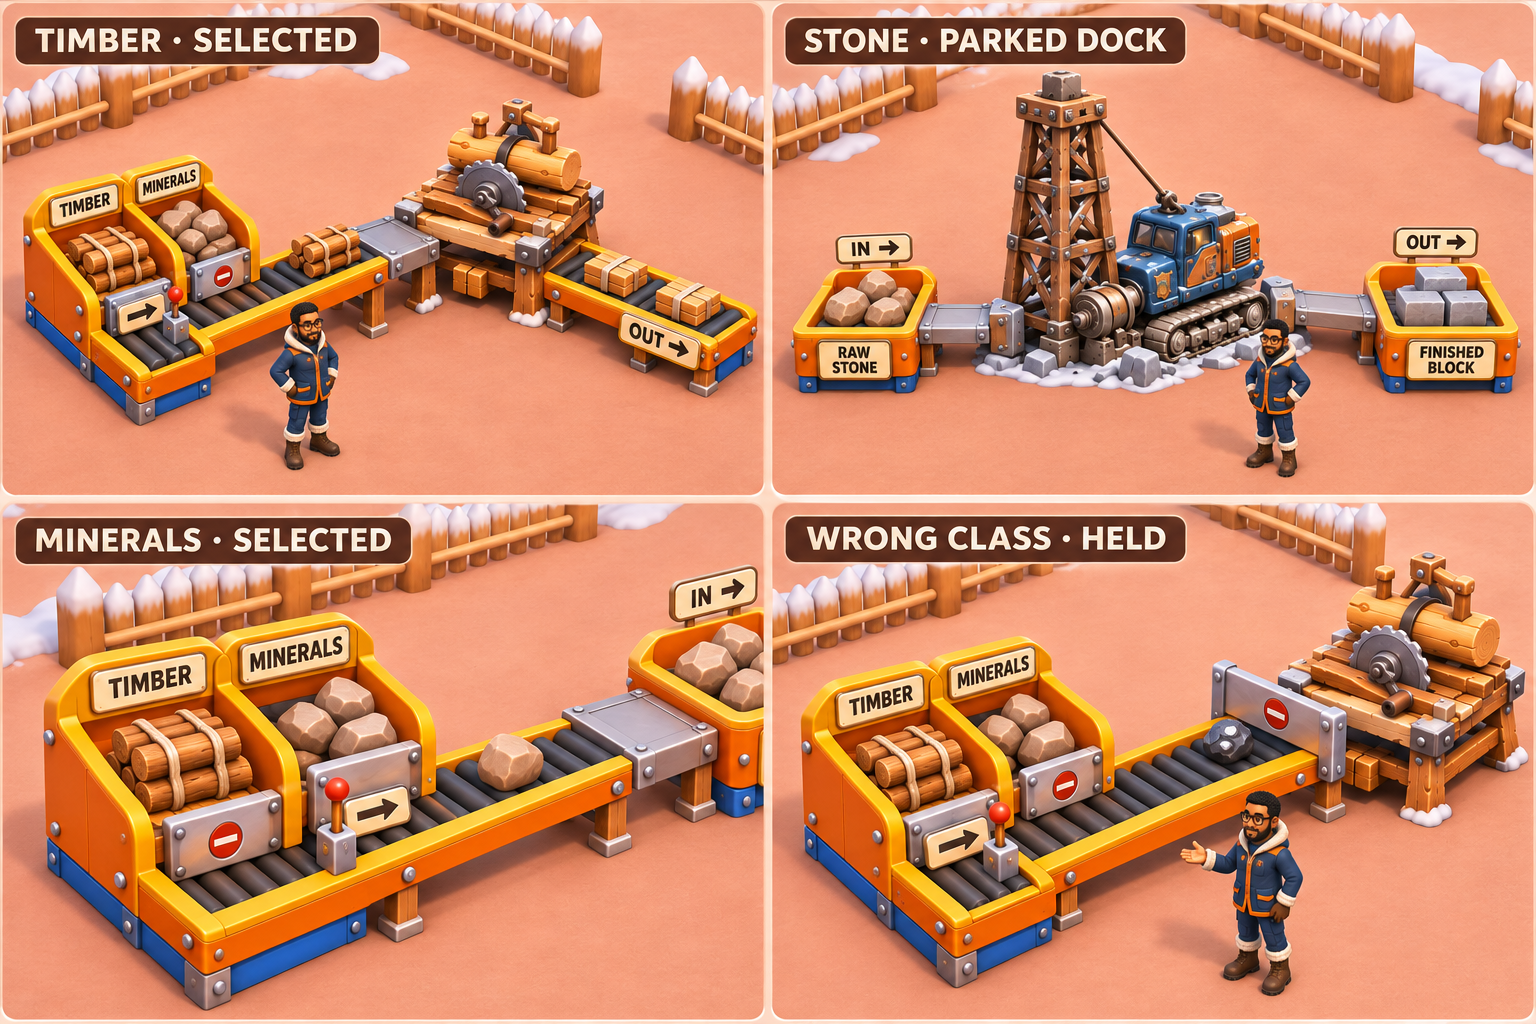 TIMBER · SELECTED
TIMBER
MINERALS
OUT
STONE · PARKED DOCK
IN
OUT
RAW
STONE
FINISHED
BLOCK
MINERALS · SELECTED
TIMBER
MINERALS
IN
WRONG CLASS · HELD
TIMBER
MINERALS